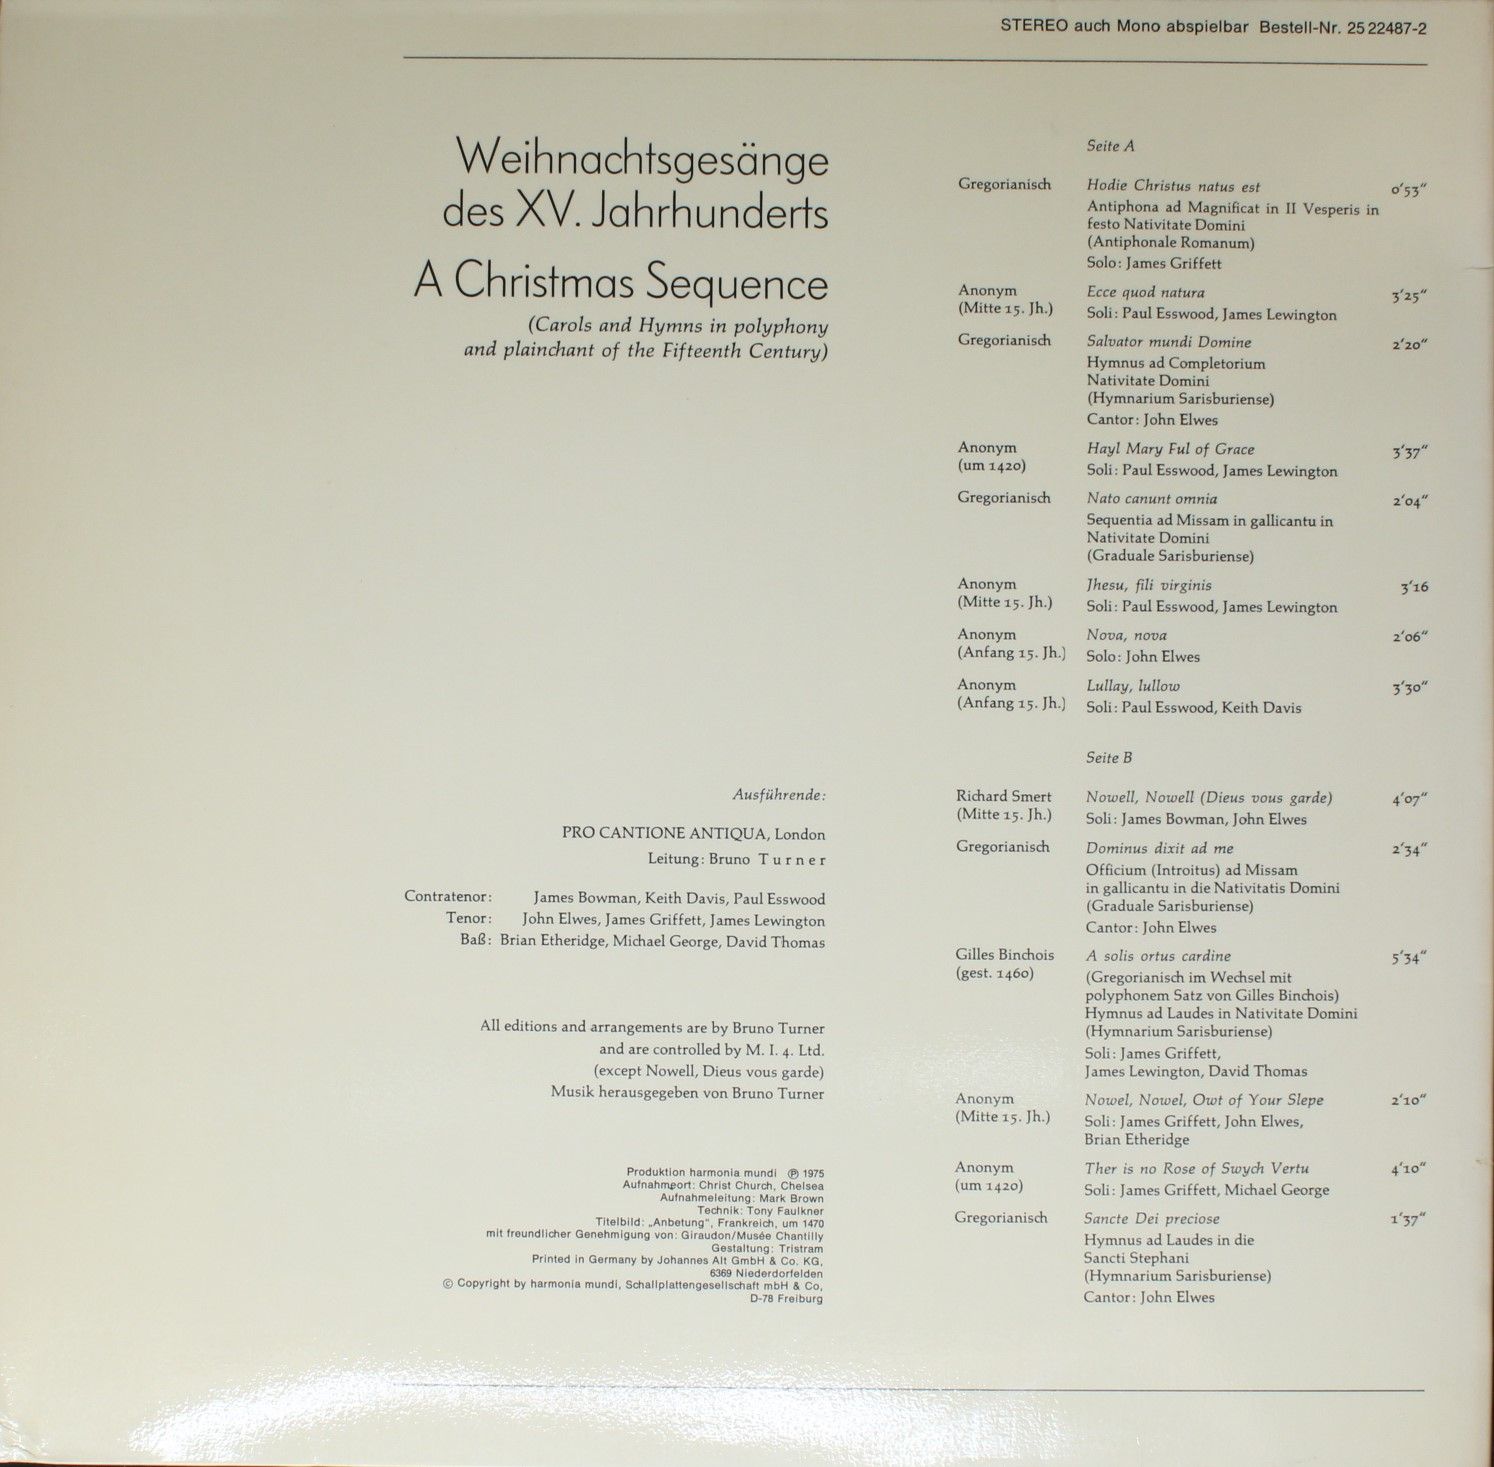 STEREO auch Mono abspielbar Bestell-Nr. 25 22487-2
Weihnachtsgesänge
des XV. Jahrhunderts
A Christmas Sequence
(Carols and Hymns in polyphony
and plainchant of the Fifteenth Century)
Ausführende:
PRO CANTIONE ANTIQUA, London
Leitung: Bruno Turner
Contratenor: James Bowman, Keith Davis, Paul Esswood
Tenor: John Elwes, James Griffett, James Lewington
Baß: Brian Etheridge, Michael George, David Thomas
All editions and arrangements are by Bruno Turner
and are controlled by M. I. 4. Ltd.
(except Nowell, Dieus vous garde)
Musik herausgegeben von Bruno Turner
Produktion harmonia mundi ℗ 1975
Aufnahmeort: Christ Church, Chelsea
Aufnahmeleitung: Mark Brown
Technik: Tony Faulkner
Titelbild: „Anbetung“, Frankreich, um 1470
mit freundlicher Genehmigung von: Giraudon/Musée Chantilly
Gestaltung: Tristram
Printed in Germany by Johannes Alt GmbH & Co. KG,
6369 Niederdorfelden
© Copyright by harmonia mundi, Schallplattengesellschaft mbH & Co,
D-78 Freiburg
Seite A
Gregorianisch Hodie Christus natus est 0'53"
Antiphona ad Magnificat in II Vesperis in
festo Nativitate Domini
(Antiphonale Romanum)
Solo: James Griffett
Anonym Ecce quod natura 3'25"
(Mitte 15. Jh.) Soli: Paul Esswood, James Lewington
Gregorianisch Salvator mundi Domine 2'20"
Hymnus ad Completorium
Nativitate Domini
(Hymnarium Sarisburiense)
Cantor: John Elwes
Anonym Hayl Mary Ful of Grace 3'37"
(um 1420) Soli: Paul Esswood, James Lewington
Gregorianisch Nato canunt omnia 2'04"
Sequentia ad Missam in gallicantu in
Nativitate Domini
(Graduale Sarisburiense)
Anonym Jhesu, fili virginis 3'16
(Mitte 15. Jh.) Soli: Paul Esswood, James Lewington
Anonym Nova, nova 2'06"
(Anfang 15. Jh.) Solo: John Elwes
Anonym Lullay, lullow 3'30"
(Anfang 15. Jh.) Soli: Paul Esswood, Keith Davis
Seite B
Richard Smert Nowell, Nowell (Dieus vous garde) 4'07"
(Mitte 15. Jh.) Soli: James Bowman, John Elwes
Gregorianisch Dominus dixit ad me 2'34"
Officium (Introitus) ad Missam
in gallicantu in die Nativitatis Domini
(Graduale Sarisburiense)
Cantor: John Elwes
Gilles Binchois A solis ortus cardine 5'34"
(gest. 1460) (Gregorianisch im Wechsel mit
polyphonem Satz von Gilles Binchois)
Hymnus ad Laudes in Nativitate Domini
(Hymnarium Sarisburiense)
Soli: James Griffett,
James Lewington, David Thomas
Anonym Nowel, Nowel, Owt of Your Slepe 2'10"
(Mitte 15. Jh.) Soli: James Griffett, John Elwes,
Brian Etheridge
Anonym Ther is no Rose of Swych Vertu 4'10"
(um 1420) Soli: James Griffett, Michael George
Gregorianisch Sancte Dei preciose 1'37"
Hymnus ad Laudes in die
Sancti Stephani
(Hymnarium Sarisburiense)
Cantor: John Elwes